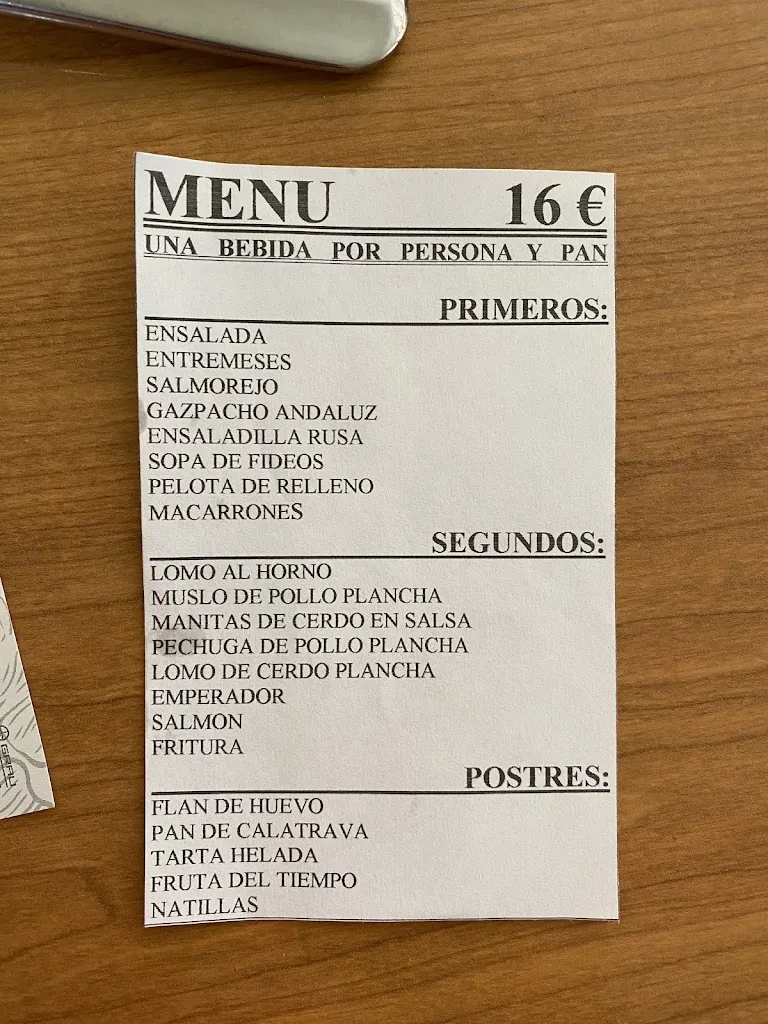 MENU 16 €
UNA BEBIDA POR PERSONA Y PAN
PRIMEROS:
ENSALADA
ENTREMESES
SALMOREJO
GAZPACHO ANDALUZ
ENSALADILLA RUSA
SOPA DE FIDEOS
PELOTA DE RELLENO
MACARRONES
SEGUNDOS:
LOMO AL HORNO
MUSLO DE POLLO PLANCHA
MANITAS DE CERDO EN SALSA
PECHUGA DE POLLO PLANCHA
LOMO DE CERDO PLANCHA
EMPERADOR
SALMON
FRITURA
POSTRES:
FLAN DE HUEVO
PAN DE CALATRAVA
TARTA HELADA
FRUTA DEL TIEMPO
NATILLAS